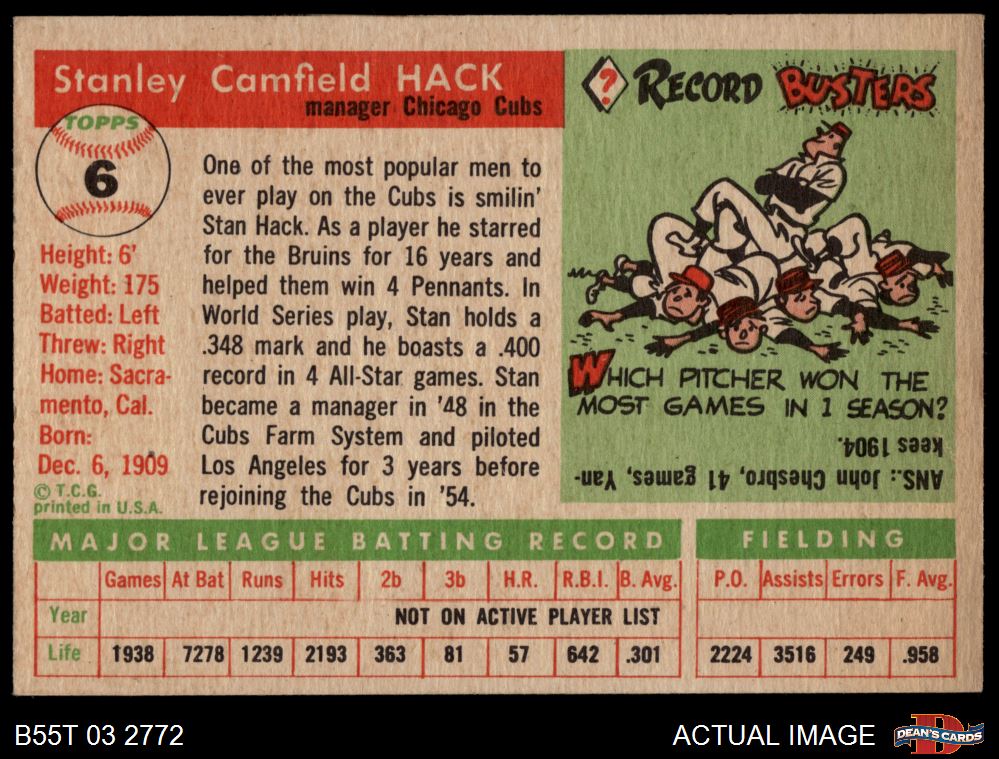 Stanley Camfield HACK
manager Chicago Cubs
TOPPS
6
Height: 6'
Weight: 175
Batted: Left
Threw: Right
Home: Sacra-
mento, Cal.
Born:
Dec. 6, 1909
© T.C.G.
printed in U.S.A.
One of the most popular men to
ever play on the Cubs is smilin'
Stan Hack. As a player he starred
for the Bruins for 16 years and
helped them win 4 Pennants. In
World Series play, Stan holds a
.348 mark and he boasts a .400
record in 4 All-Star games. Stan
became a manager in '48 in the
Cubs Farm System and piloted
Los Angeles for 3 years before
rejoining the Cubs in '54.
? RECORD BUSTERS
WHICH PITCHER WON THE
MOST GAMES IN 1 SEASON?
ANS.: John Chesbro, 41 games, Yan-
kees 1904.
MAJOR LEAGUE BATTING RECORD FIELDING
Games At Bat Runs Hits 2b 3b H.R. R.B.I. B. Avg. P.O. Assists Errors F. Avg.
Year NOT ON ACTIVE PLAYER LIST
Life 1938 7278 1239 2193 363 81 57 642 .301 2224 3516 249 .958
B55T 03 2772 ACTUAL IMAGE DEAN'S CARDS